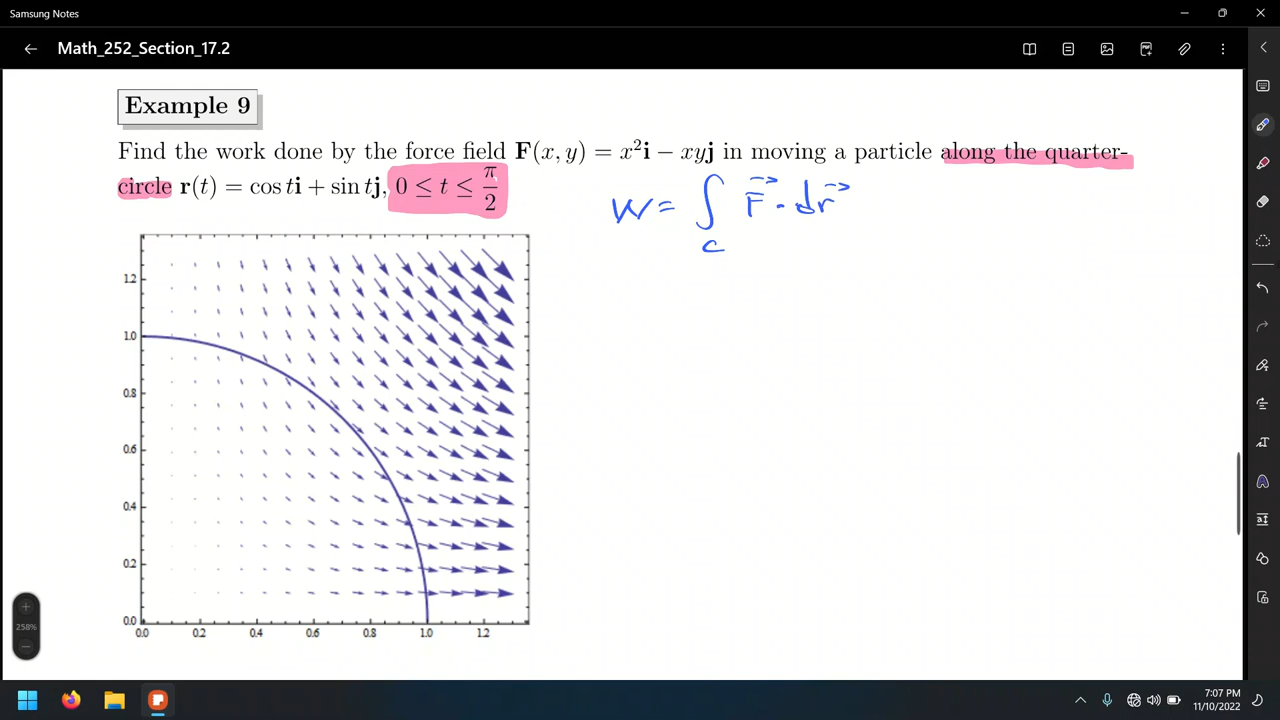 Samsung Notes
Math_252_Section_17.2
Example 9
Find the work done by the force field F(x, y) = x²i − xyj in moving a particle along the quarter-
circle r(t) = cos ti + sin tj, 0 ≤ t ≤ π/2
W = ∫_C F⃗ · dr⃗
1.2
1.0
0.8
0.6
0.4
0.2
0.0
0.0 0.2 0.4 0.6 0.8 1.0 1.2
258%
7:07 PM
11/10/2022